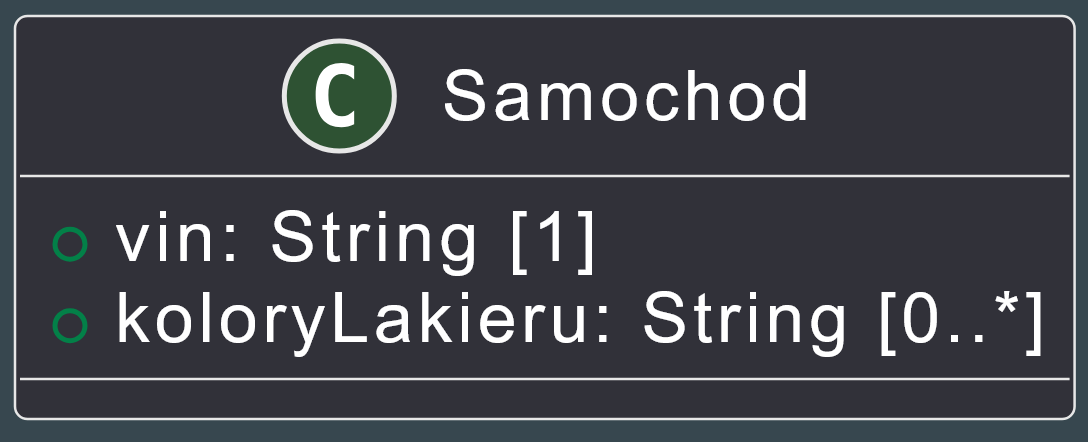 C Samochod
vin: String [1]
koloryLakieru: String [0..*]